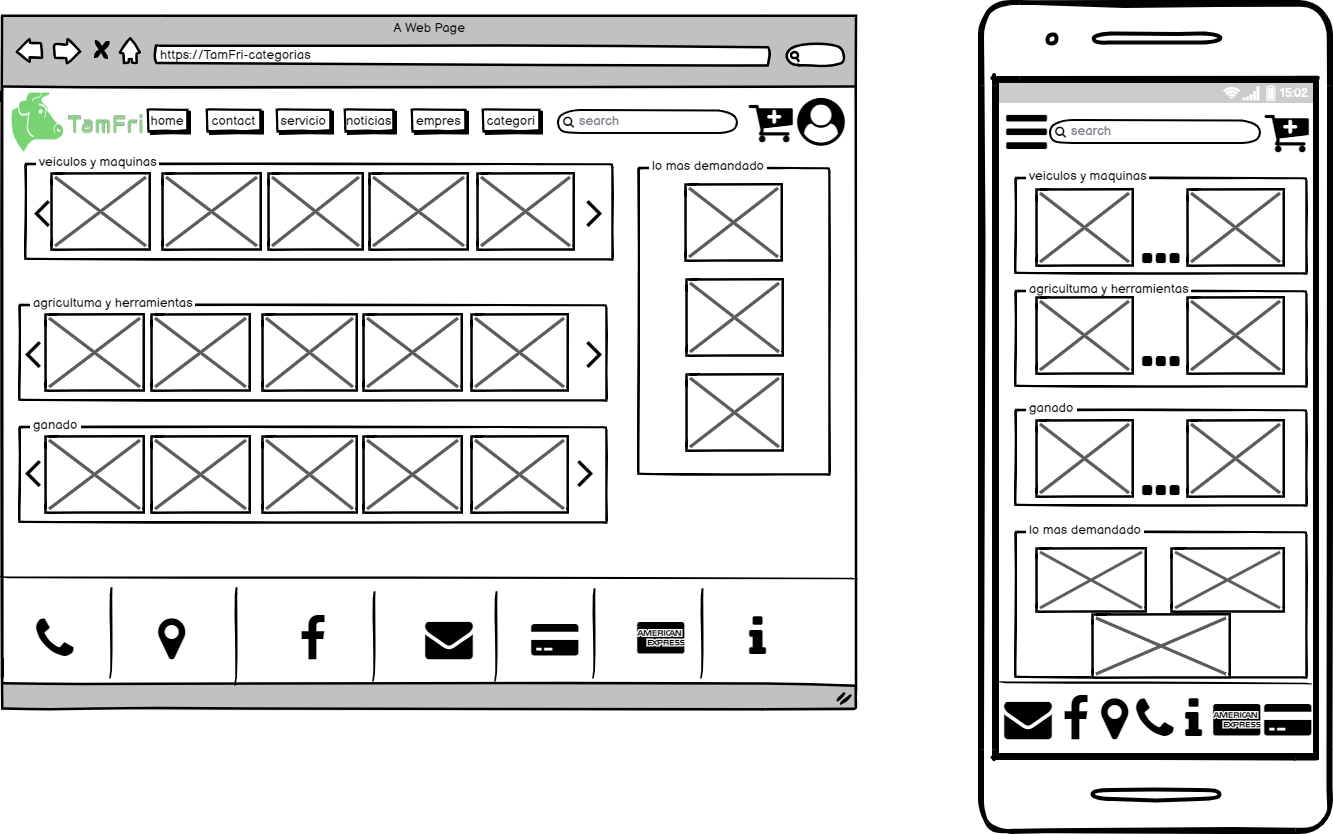 A Web Page
https://TamFri-categorias
TamFri
home
contact
servicio
noticias
empres
categori
search
veiculos y maquinas
lo mas demandado
agricultuma y herramientas
ganado
AMERICAN
EXPRESS
15:02
search
veiculos y maquinas
agricultuma y herramientas
ganado
lo mas demandado
AMERICAN
EXPRESS